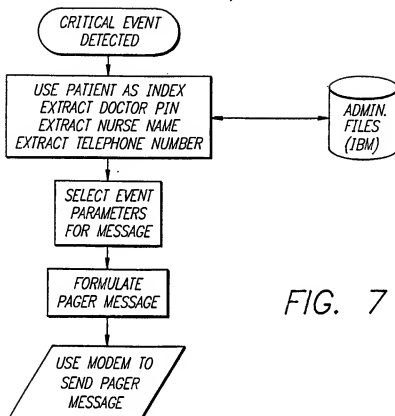 CRITICAL EVENT
DETECTED
USE PATIENT AS INDEX
EXTRACT DOCTOR PIN
EXTRACT NURSE NAME
EXTRACT TELEPHONE NUMBER
ADMIN.
FILES
(IBM)
SELECT EVENT
PARAMETERS
FOR MESSAGE
FORMULATE
PAGER MESSAGE
FIG. 7
USE MODEM TO
SEND PAGER
MESSAGE